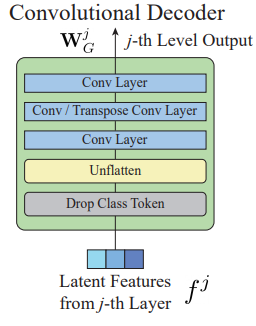 Convolutional Decoder
W_G^j j-th Level Output
Conv Layer
Conv / Transpose Conv Layer
Conv Layer
Unflatten
Drop Class Token
Latent Features
from j-th Layer f^j